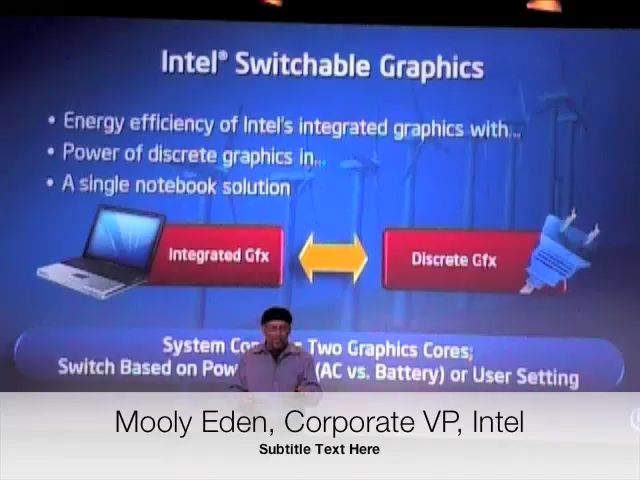 Intel® Switchable Graphics
• Energy efficiency of Intel's integrated graphics with...
• Power of discrete graphics in...
• A single notebook solution
Integrated Gfx
Discrete Gfx
System Two Graphics Cores;
Switch Based on (AC vs. Battery) or User Setting
Mooly Eden, Corporate VP, Intel
Subtitle Text Here